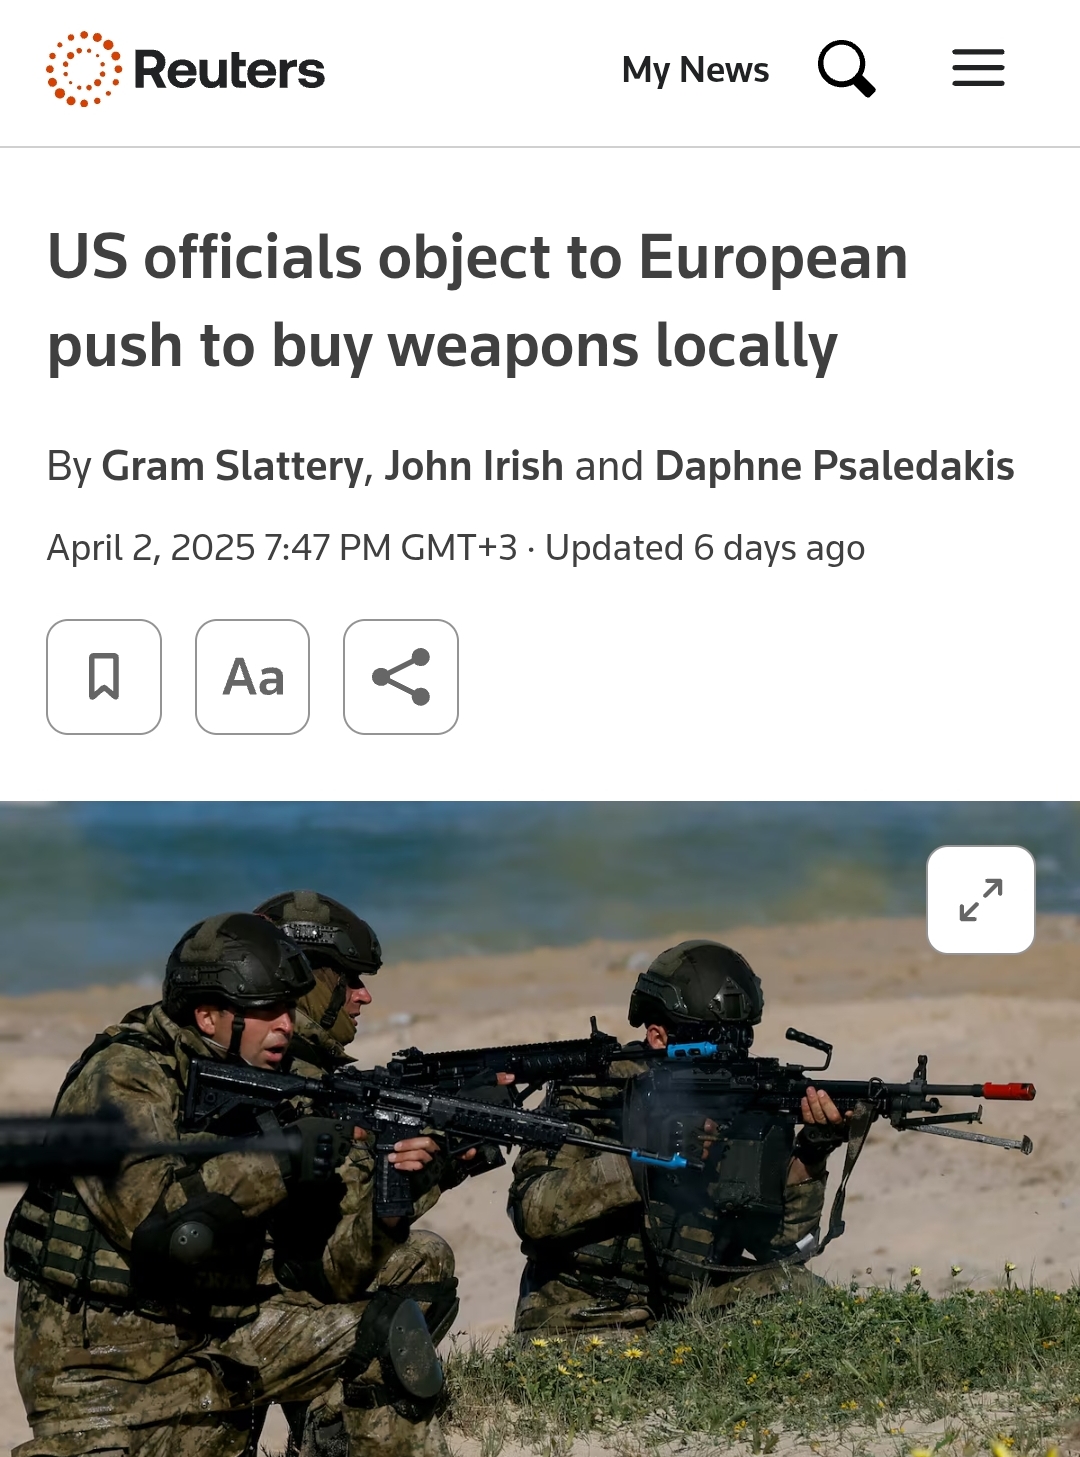 Reuters
My News
US officials object to European
push to buy weapons locally
By Gram Slattery, John Irish and Daphne Psaledakis
April 2, 2025 7:47 PM GMT+3 · Updated 6 days ago
Aa